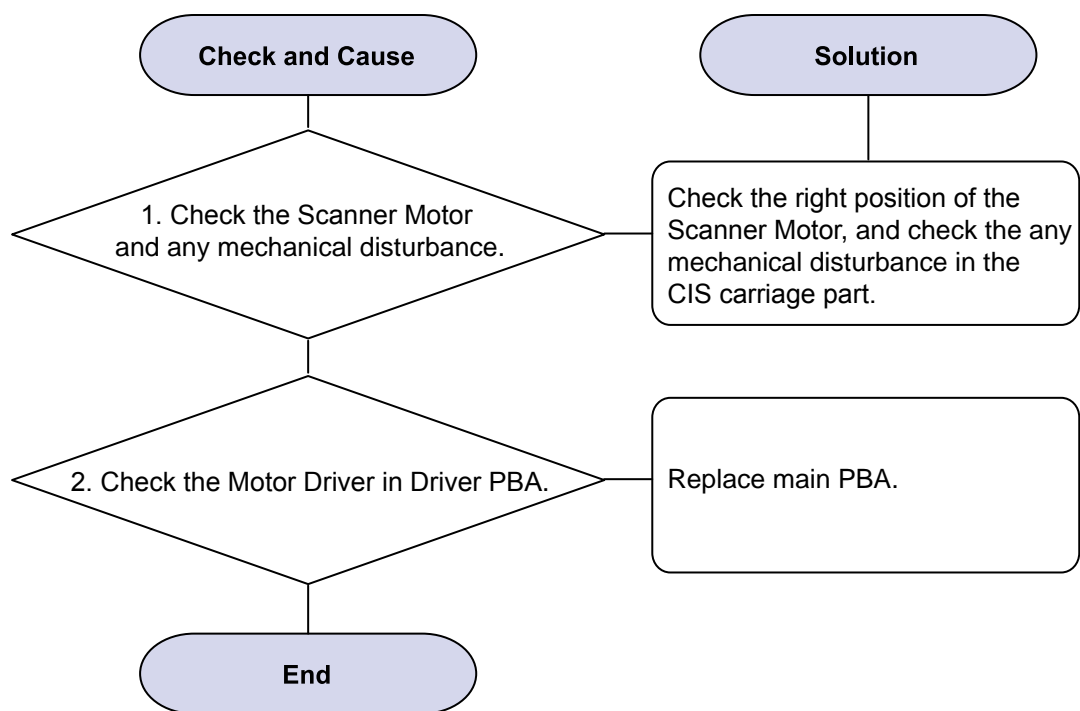 Check and Cause
Solution
1. Check the Scanner Motor
and any mechanical disturbance.
Check the right position of the
Scanner Motor, and check the any
mechanical disturbance in the
CIS carriage part.
2. Check the Motor Driver in Driver PBA.
Replace main PBA.
End